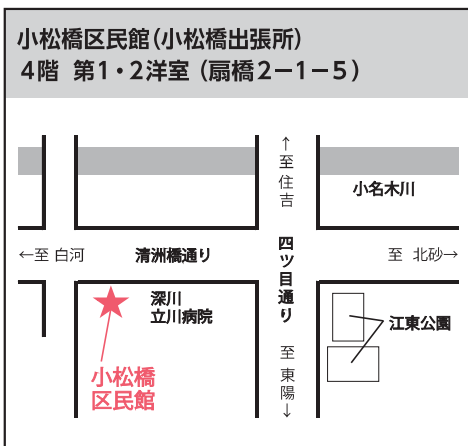 小松橋区民館（小松橋出張所）
4階 第1・2洋室（扇橋2－1－5）
↑至住吉
小名木川
←至 白河
清洲橋通り
四ツ目通り
至 北砂→
深川
立川病院
江東公園
小松橋
区民館
至東陽↓